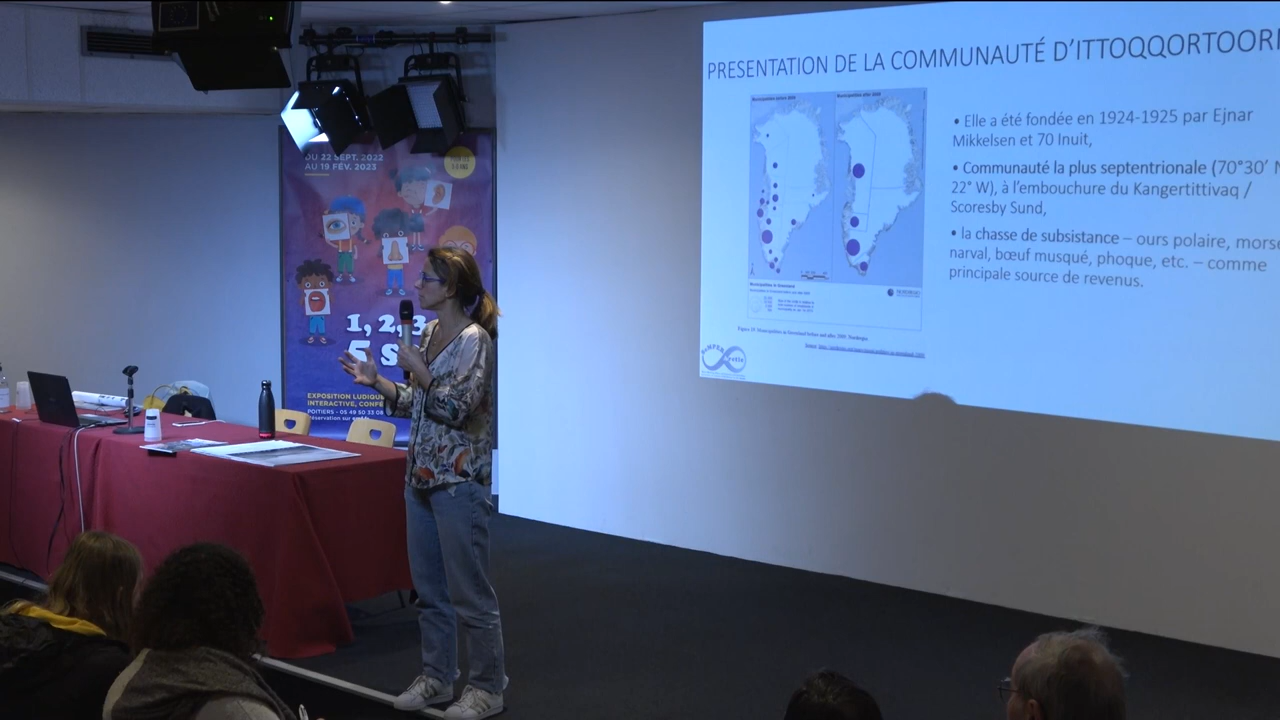 PRESENTATION DE LA COMMUNAUTÉ D'ITTOQQORTOOR
• Elle a été fondée en 1924-1925 par Ejnar
Mikkelsen et 70 Inuit,
• Communauté la plus septentrionale (70°30' N
22° W), à l'embouchure du Kangertittivaq /
Scoresby Sund,
• la chasse de subsistance – ours polaire, morse
narval, bœuf musqué, phoque, etc. – comme
principale source de revenus.
DU 22 SEPT. 2022
AU 19 FÉV. 2023
1, 2, 3
5 S
EXPOSITION LUDIQUE
INTERACTIVE, CONFÉ
POITIERS - 05 49 50 33 08